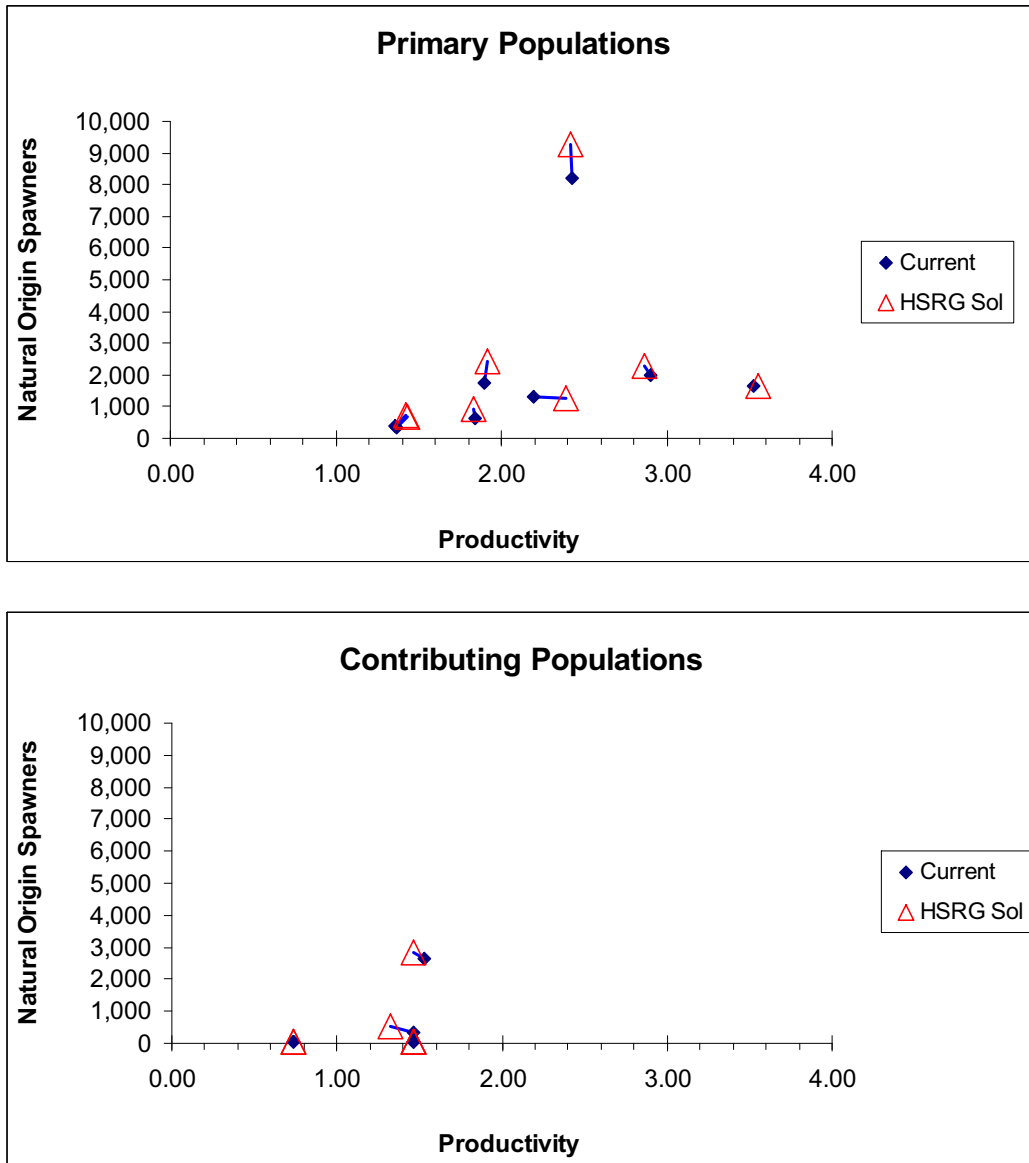 Primary Populations
10,000
9,000
8,000
7,000
6,000
5,000
4,000
3,000
2,000
1,000
0
0.00 1.00 2.00 3.00 4.00
Natural Origin Spawners
Productivity
Current
HSRG Sol
Contributing Populations
10,000
9,000
8,000
7,000
6,000
5,000
4,000
3,000
2,000
1,000
0
0.00 1.00 2.00 3.00 4.00
Natural Origin Spawners
Productivity
Current
HSRG Sol